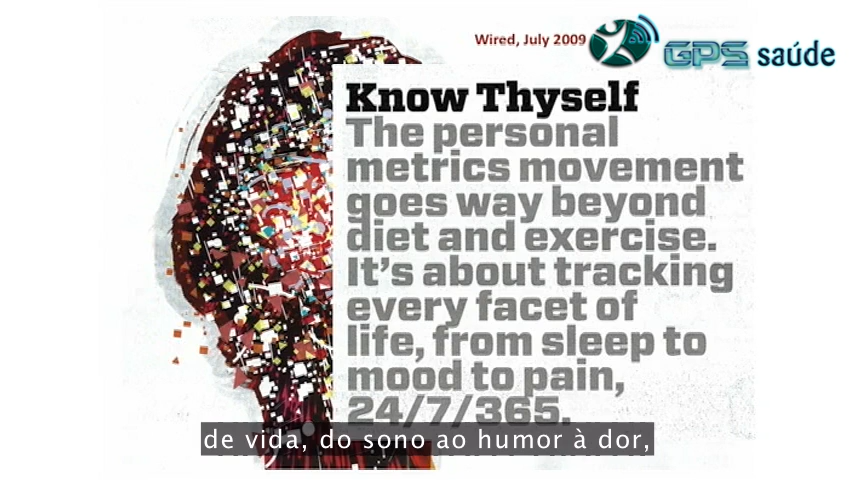 Wired, July 2009
GPS saúde
Know Thyself
The personal
metrics movement
goes way beyond
diet and exercise.
It's about tracking
every facet of
life, from sleep to
mood to pain,
24/7/365.
de vida, do sono ao humor à dor,